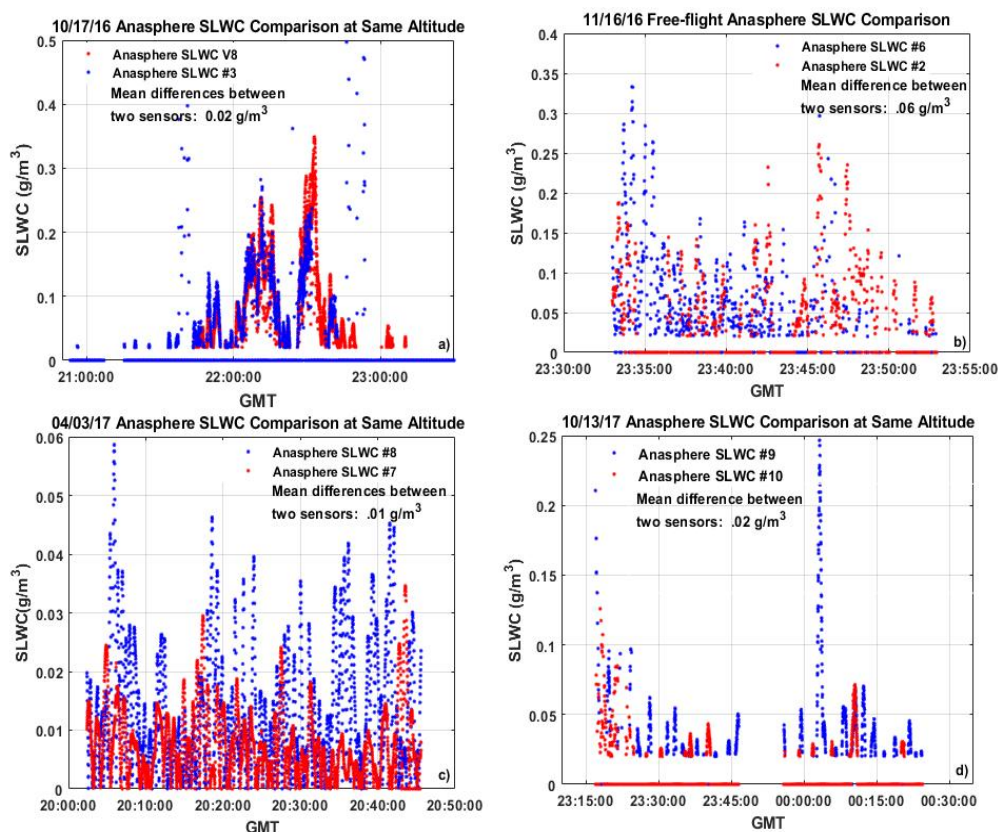 10/17/16 Anasphere SLWC Comparison at Same Altitude
Anasphere SLWC V8
Anasphere SLWC #3
Mean differences between
two sensors: 0.02 g/m³
SLWC (g/m³)
0.5
0.4
0.3
0.2
0.1
0
21:00:00 22:00:00 23:00:00
GMT
a)
11/16/16 Free-flight Anasphere SLWC Comparison
Anasphere SLWC #6
Anasphere SLWC #2
Mean difference between
two sensors: .06 g/m³
SLWC (g/m³)
0.4
0.35
0.3
0.25
0.2
0.15
0.1
0.05
0
23:30:00 23:35:00 23:40:00 23:45:00 23:50:00 23:55:00
GMT
b)
04/03/17 Anasphere SLWC Comparison at Same Altitude
Anasphere SLWC #8
Anasphere SLWC #7
Mean differences between
two sensors: .01 g/m³
SLWC(g/m³)
0.06
0.05
0.04
0.03
0.02
0.01
0
20:00:00 20:10:00 20:20:00 20:30:00 20:40:00 20:50:00
GMT
c)
10/13/17 Anasphere SLWC Comparison at Same Altitude
Anasphere SLWC #9
Anasphere SLWC #10
Mean difference between
two sensors: .02 g/m³
SLWC (g/m³)
0.25
0.2
0.15
0.1
0.05
0
23:15:00 23:30:00 23:45:00 00:00:00 00:15:00 00:30:00
GMT
d)